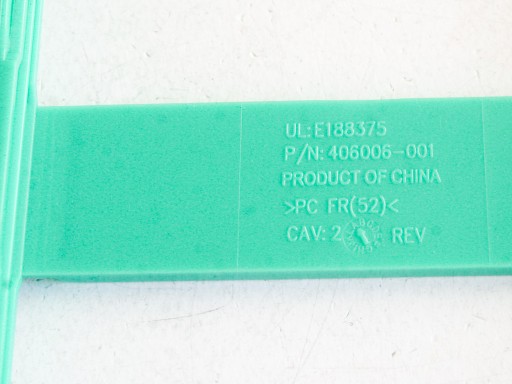 UL: E188375
P/N: 406006-001
PRODUCT OF CHINA
>PC FR(52)<
CAV: 2 REV